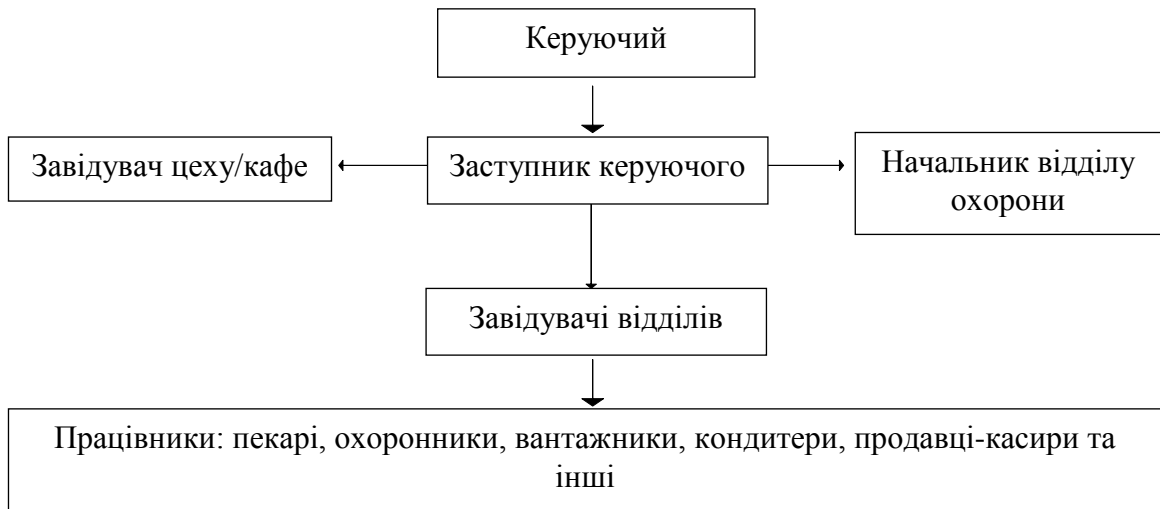 Керуючий
Завідувач цеху/кафе
Заступник керуючого
Начальник відділу
охорони
Завідувачі відділів
Працівники: пекарі, охоронники, вантажники, кондитери, продавці-касири та
інші